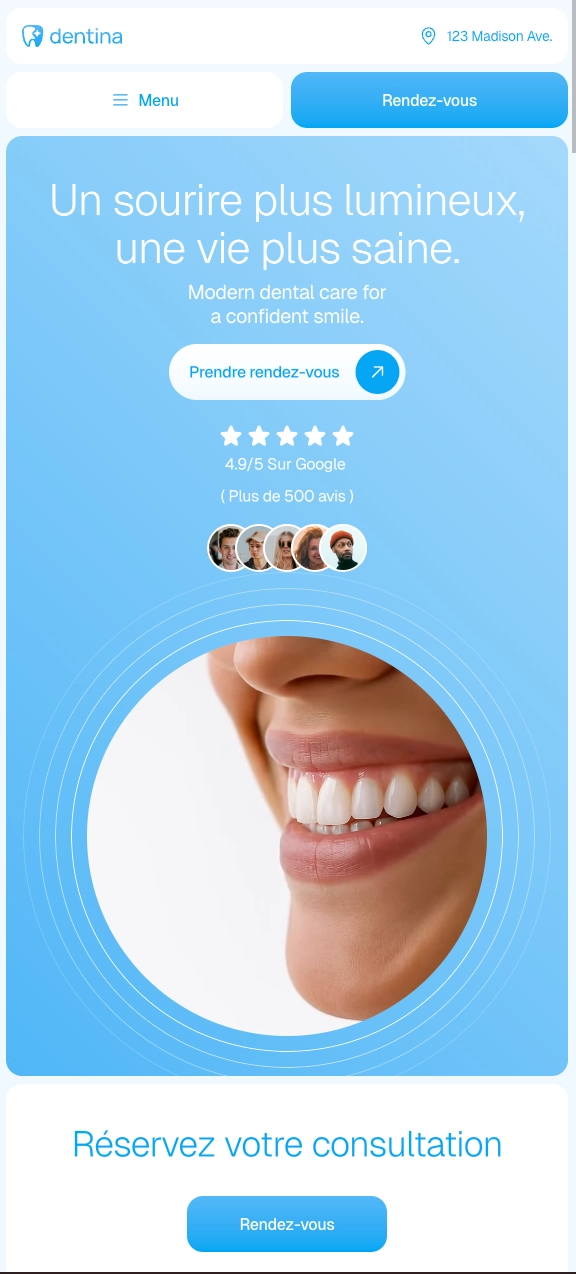 dentina
123 Madison Ave.
Menu
Rendez-vous
Un sourire plus lumineux,
une vie plus saine.
Modern dental care for
a confident smile.
Prendre rendez-vous
4.9/5 Sur Google
( Plus de 500 avis )
Réservez votre consultation
Rendez-vous